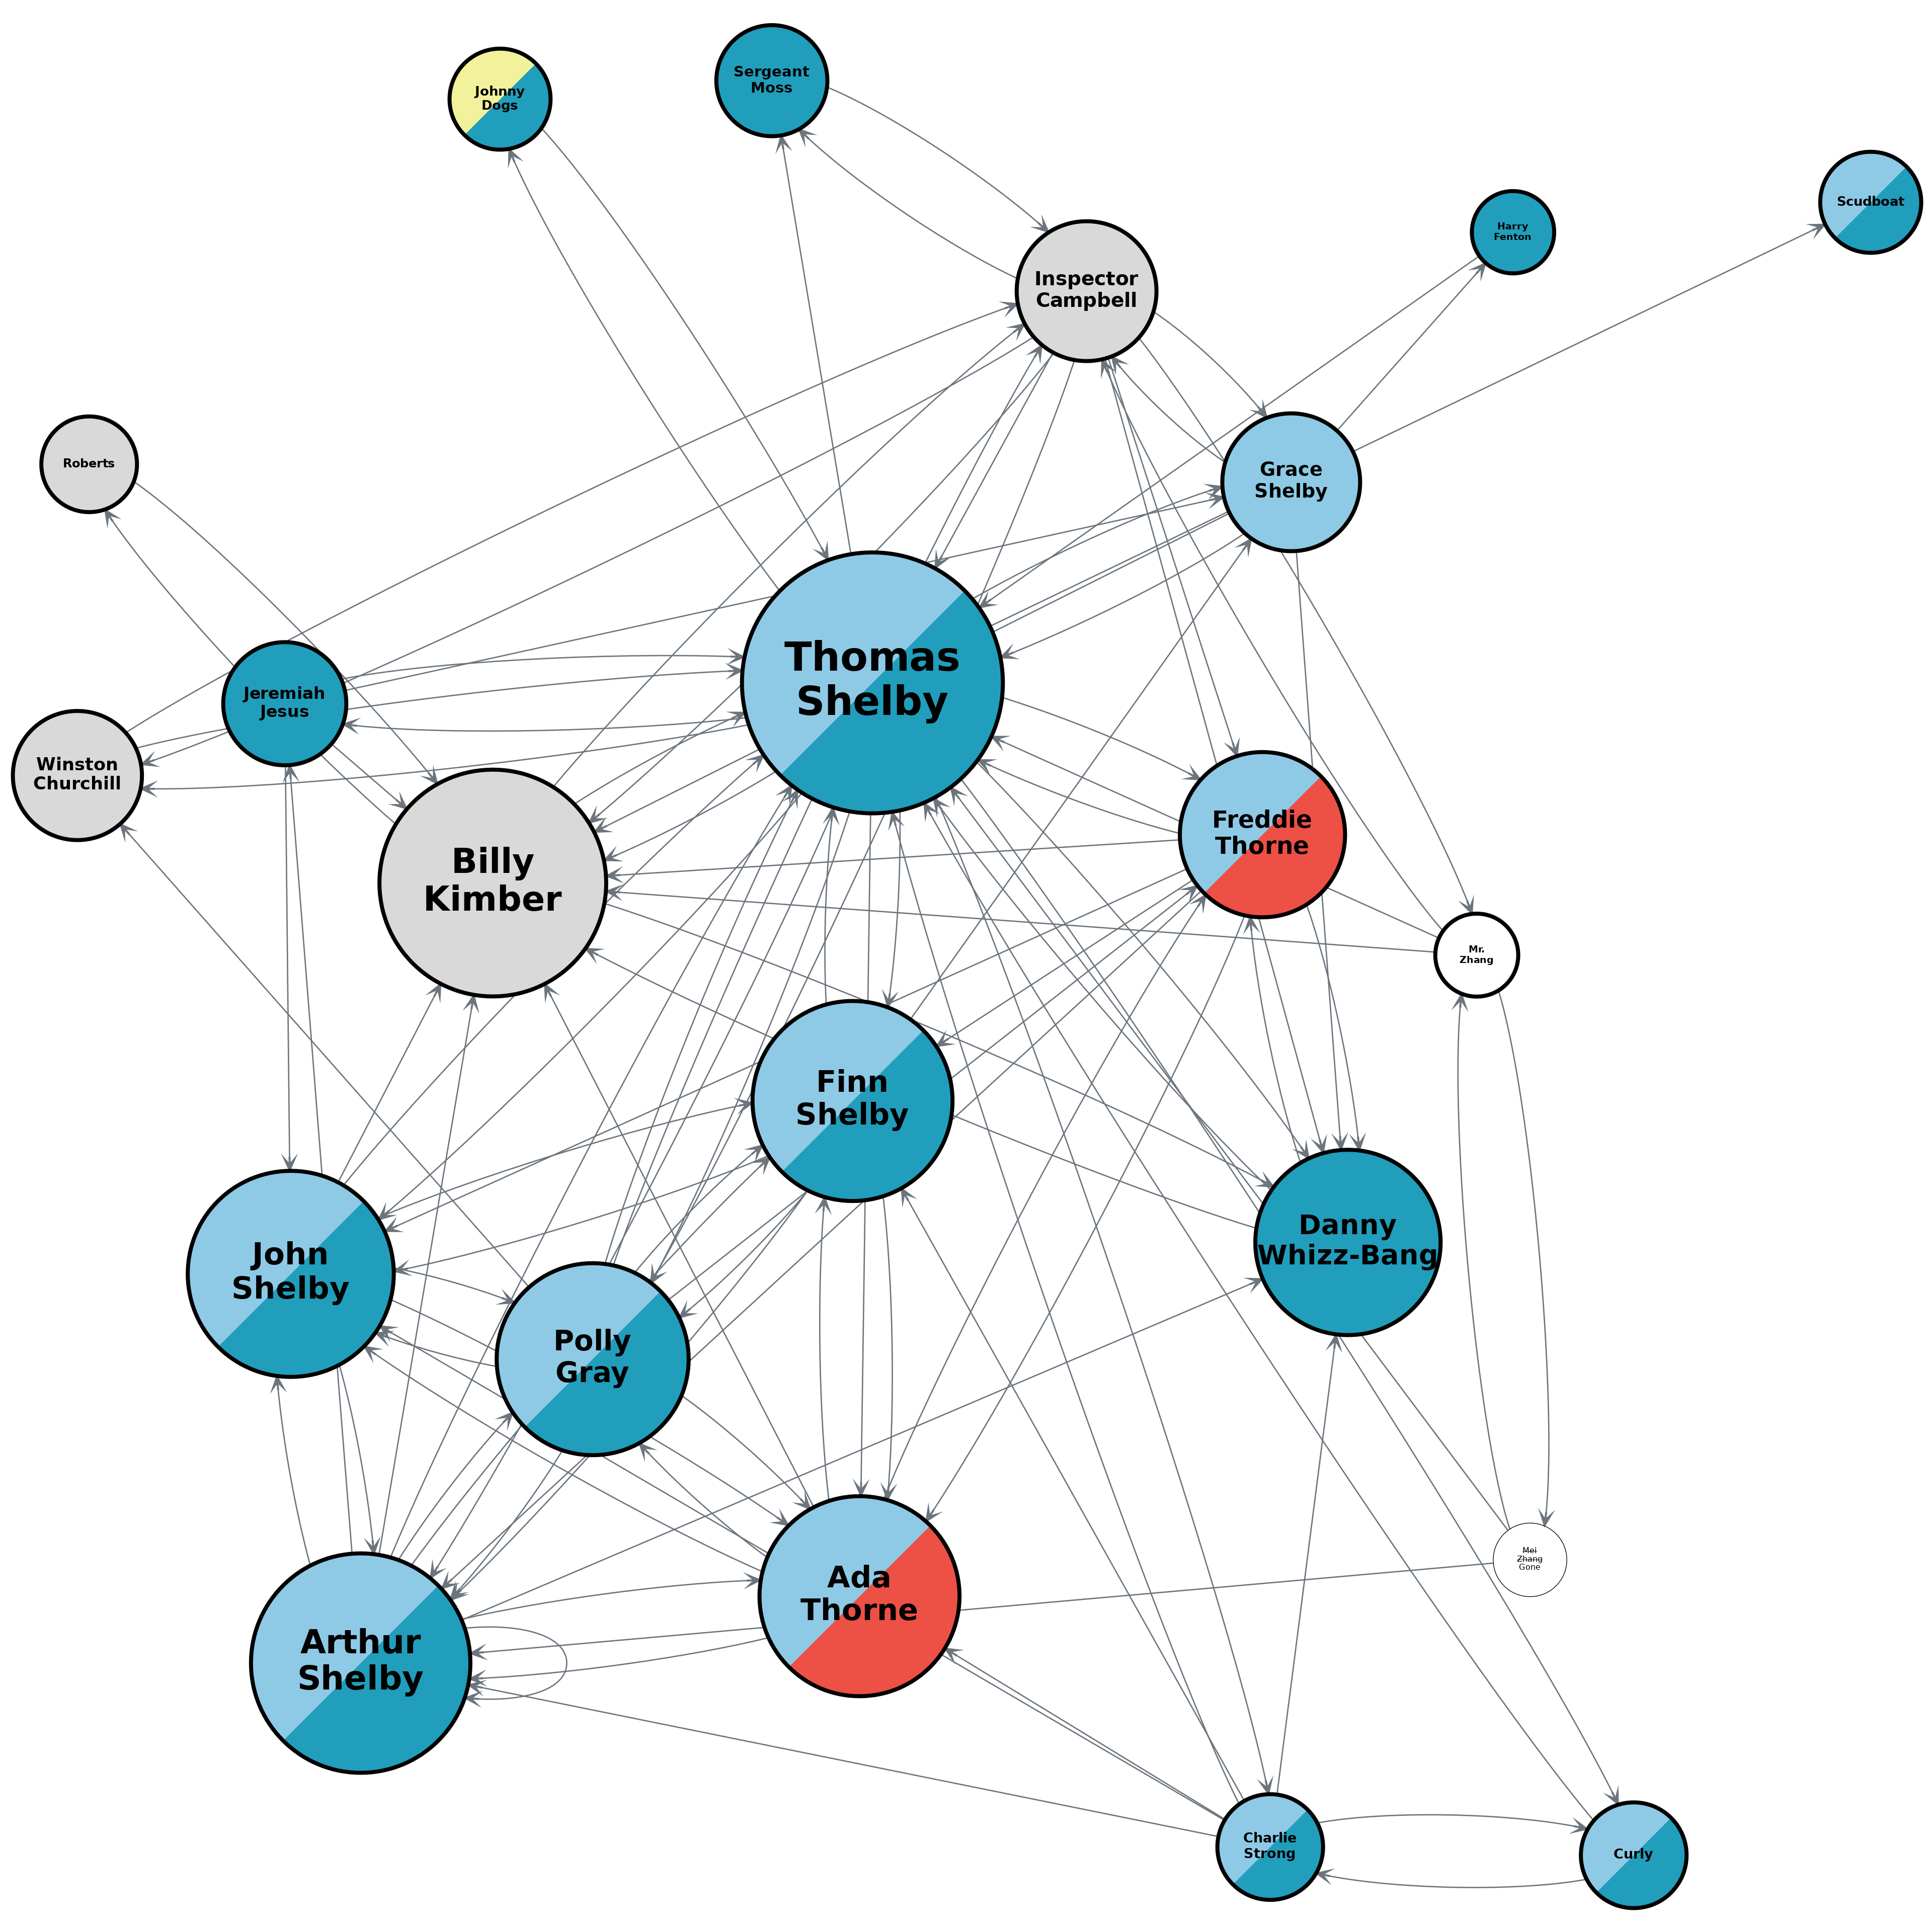 Johnny
Dogs
Sergeant
Moss
Scudboat
Harry
Fenton
Inspector
Campbell
Roberts
Grace
Shelby
Thomas
Shelby
Jeremiah
Jesus
Winston
Churchill
Billy
Kimber
Freddie
Thorne
Mr.
Zhang
Finn
Shelby
John
Shelby
Danny
Whizz-Bang
Polly
Gray
Mei
Zhang
Gone
Ada
Thorne
Arthur
Shelby
Charlie
Strong
Curly